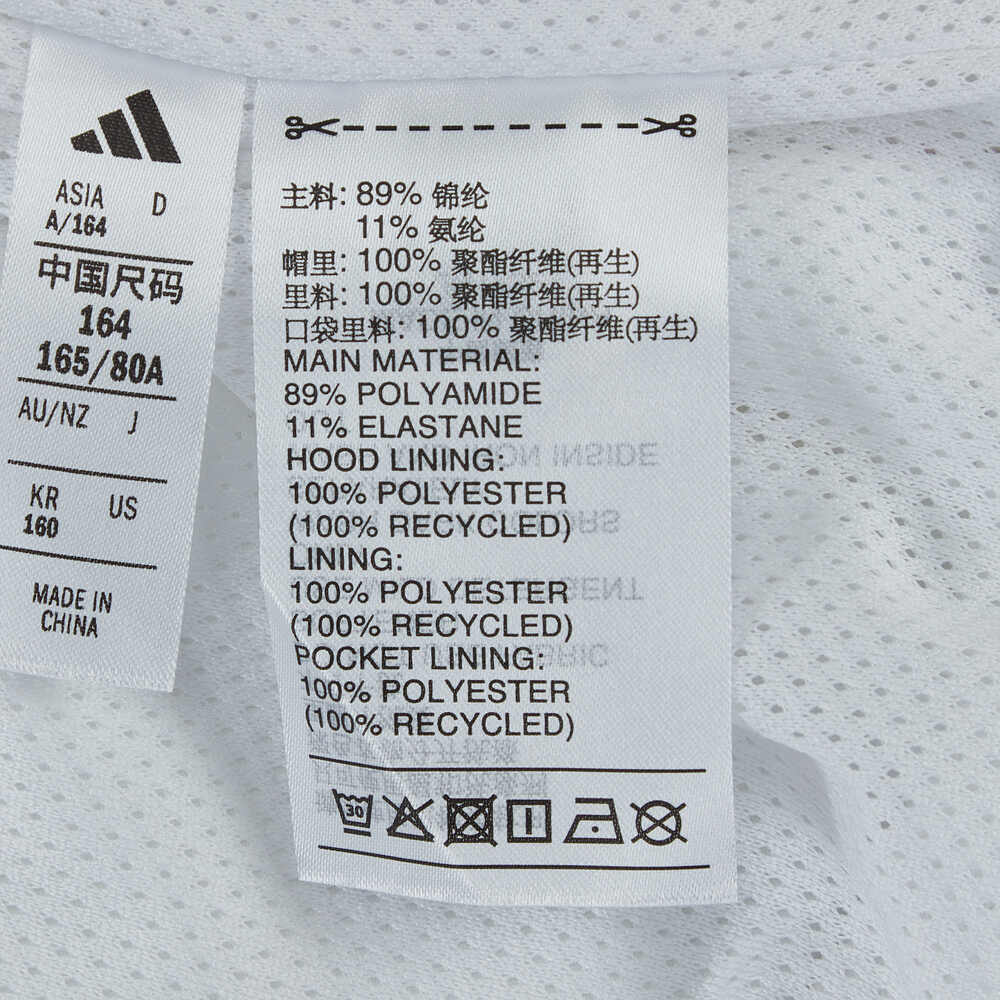 ASIA D
A/164
中国尺码
164
165/80A
AU/NZ J
KR US
160
MADE IN
CHINA
主料: 89% 锦纶
11% 氨纶
帽里: 100% 聚酯纤维(再生)
里料: 100% 聚酯纤维(再生)
口袋里料: 100% 聚酯纤维(再生)
MAIN MATERIAL:
89% POLYAMIDE
11% ELASTANE
HOOD LINING:
100% POLYESTER
(100% RECYCLED)
LINING:
100% POLYESTER
(100% RECYCLED)
POCKET LINING:
100% POLYESTER
(100% RECYCLED)
30